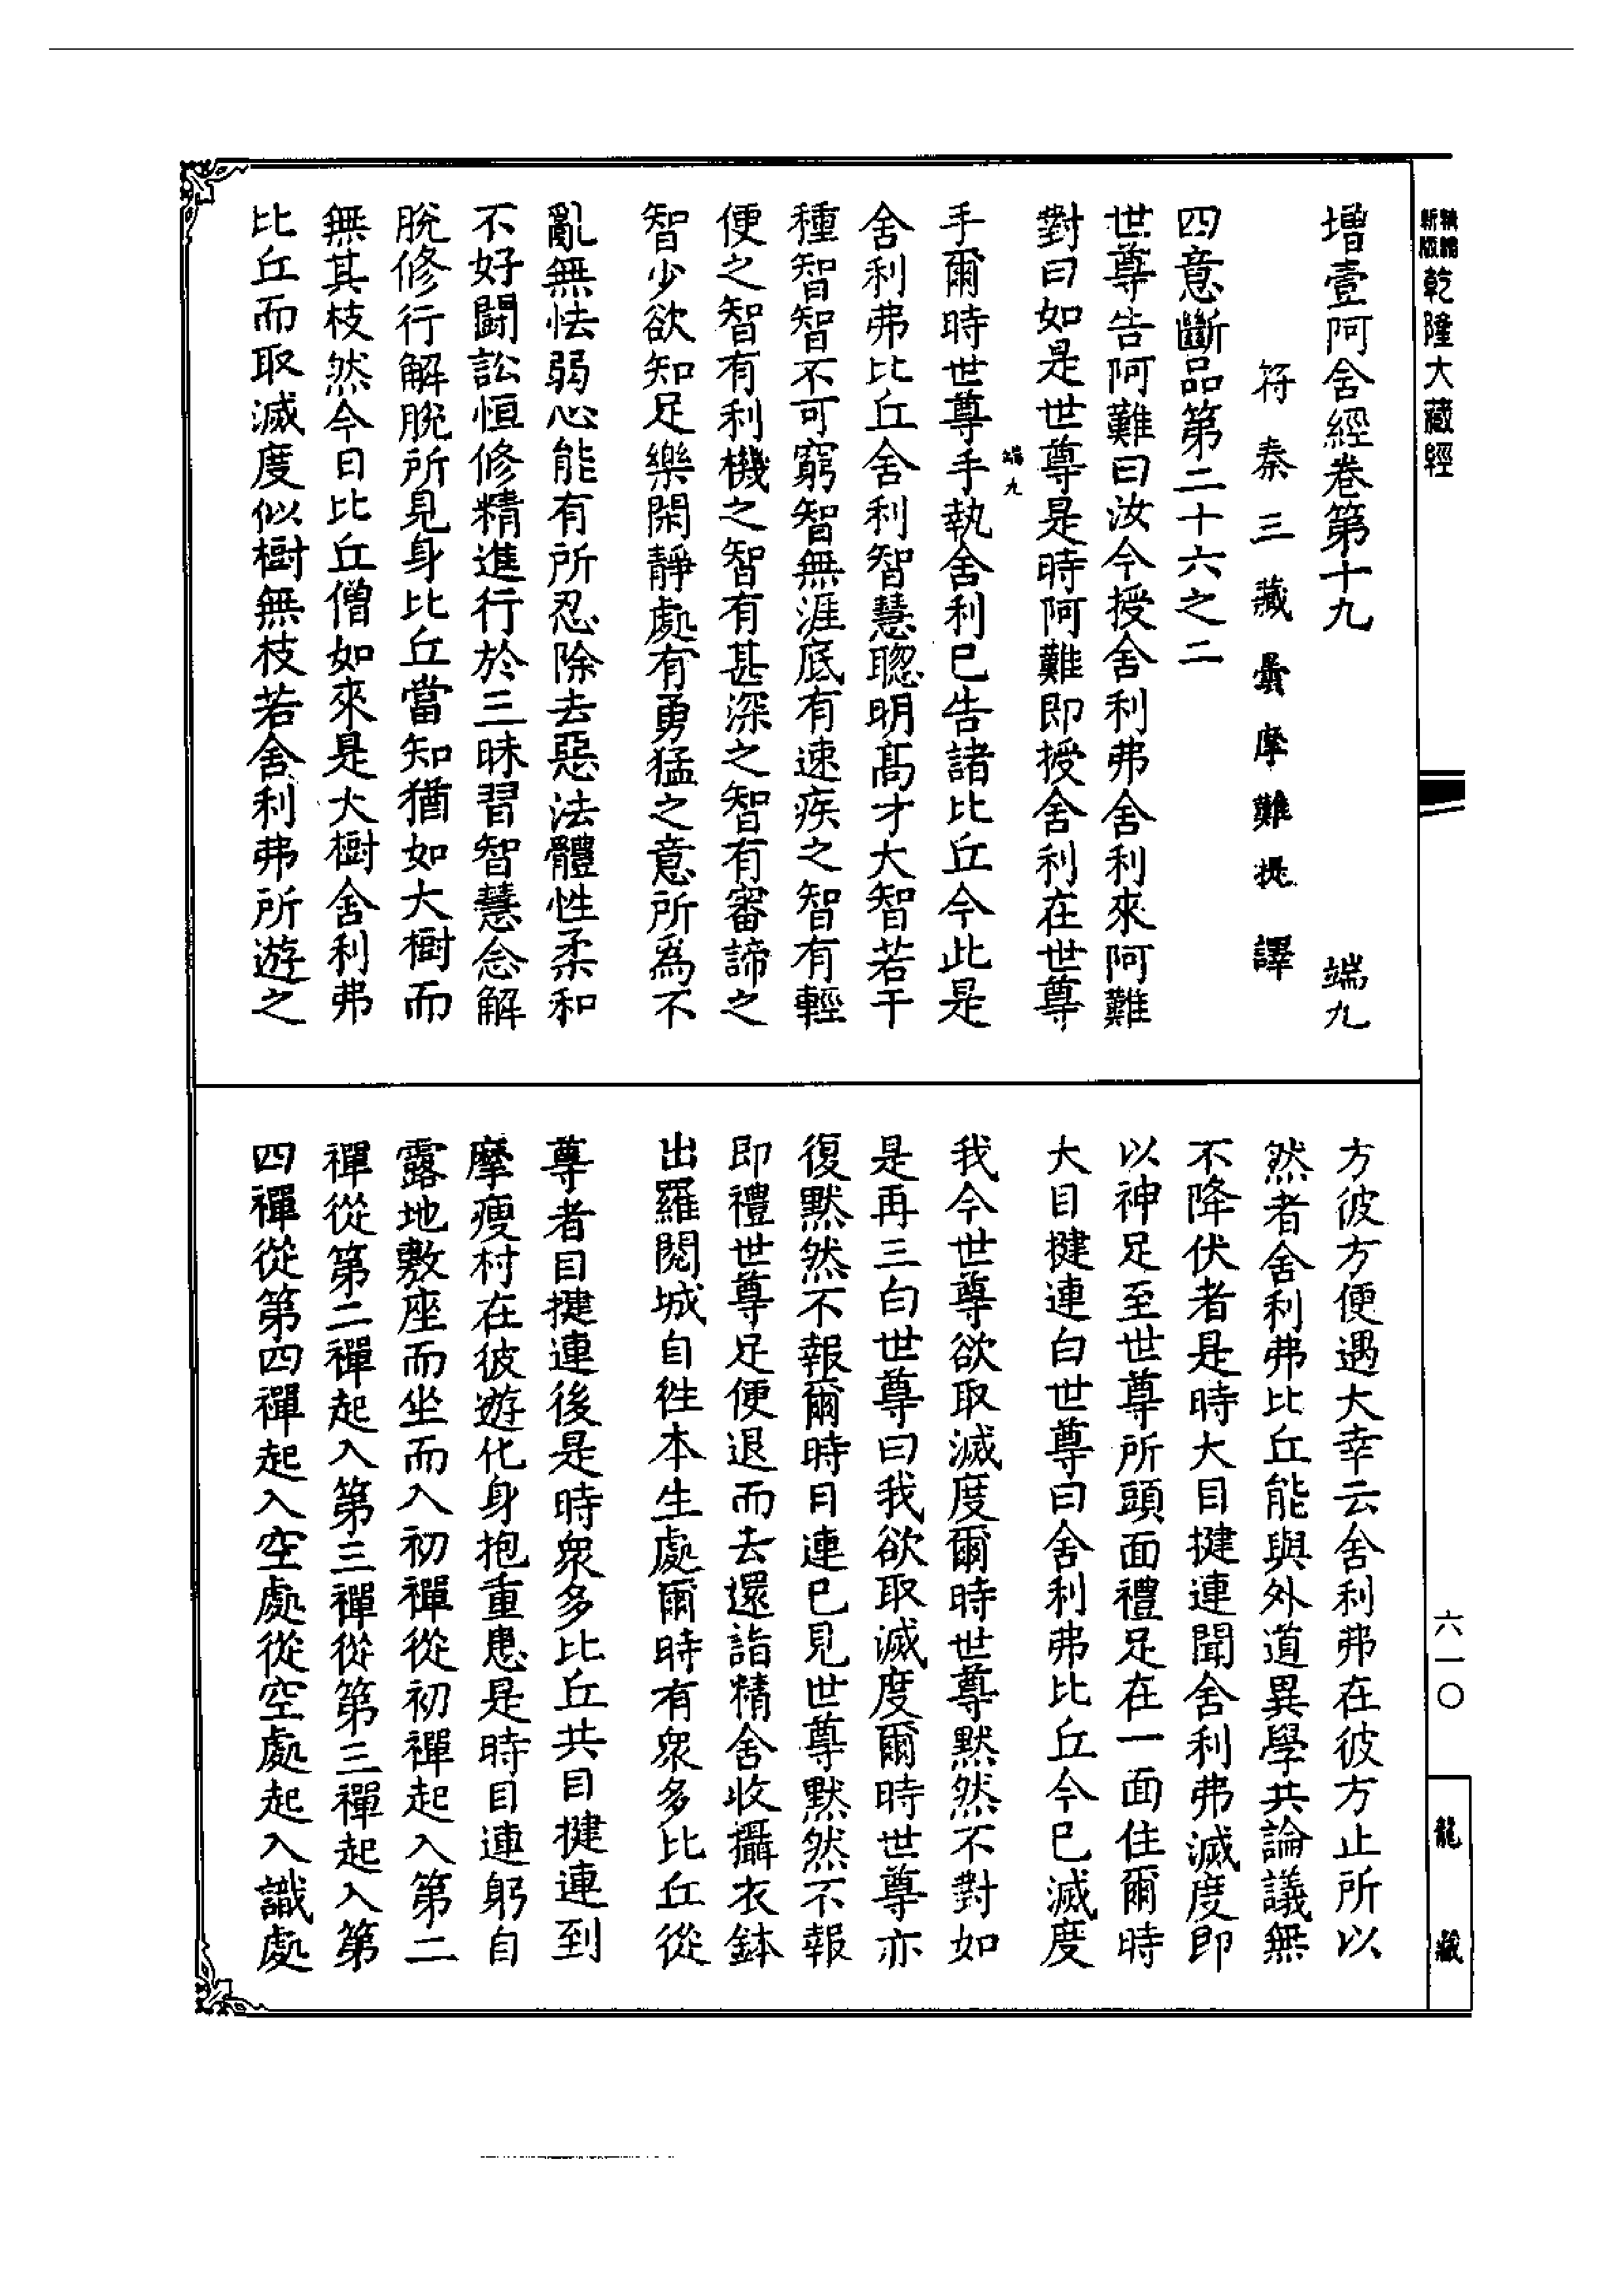 新編縮版
乾隆大藏經
增壹阿含經卷第十九 端九
符秦三藏曇摩難提譯
四意斷品第二十六之二
世尊告阿難曰汝今授舍利弗舍利來阿難
對曰如是世尊是時阿難即授舍利在世尊
端九
手爾時世尊手執舍利已告諸比丘今此是
舍利弗比丘舍利智慧聰明高才大智若干
種智智不可窮智無涯底有速疾之智有輕
便之智有利機之智有甚深之智有審諦之
智少欲知足樂閑靜處有勇猛之意所為不
亂無怯弱心能有所忍除去惡法體性柔和
不好鬪訟恒修精進行於三昧習智慧念解
脫修行解脫所見身比丘當知猶如大樹而
無其枝然今日比丘僧如來是大樹舍利弗
比丘而取滅度似樹無枝若舍利弗所遊之
方彼方便遇大幸云舍利弗在彼方止所以
然者舍利弗比丘能與外道異學共論議無
不降伏者是時大目揵連聞舍利弗滅度即
以神足至世尊所頭面禮足在一面住爾時
大目揵連白世尊曰舍利弗比丘今已滅度
我今世尊欲取滅度爾時世尊默然不對如
是再三白世尊曰我欲取滅度爾時世尊亦
復默然不報爾時目連已見世尊默然不報
即禮世尊足便退而去還詣精舍收攝衣鉢
出羅閱城自往本生處爾時有眾多比丘從
尊者目揵連後是時眾多比丘共目揵連到
摩瘦村在彼遊化身抱重患是時目連躬自
露地敷座而坐而入初禪從初禪起入第二
禪從第二禪起入第三禪從第三禪起入第
四禪從第四禪起入空處從空處起入識處
六一〇
龍藏